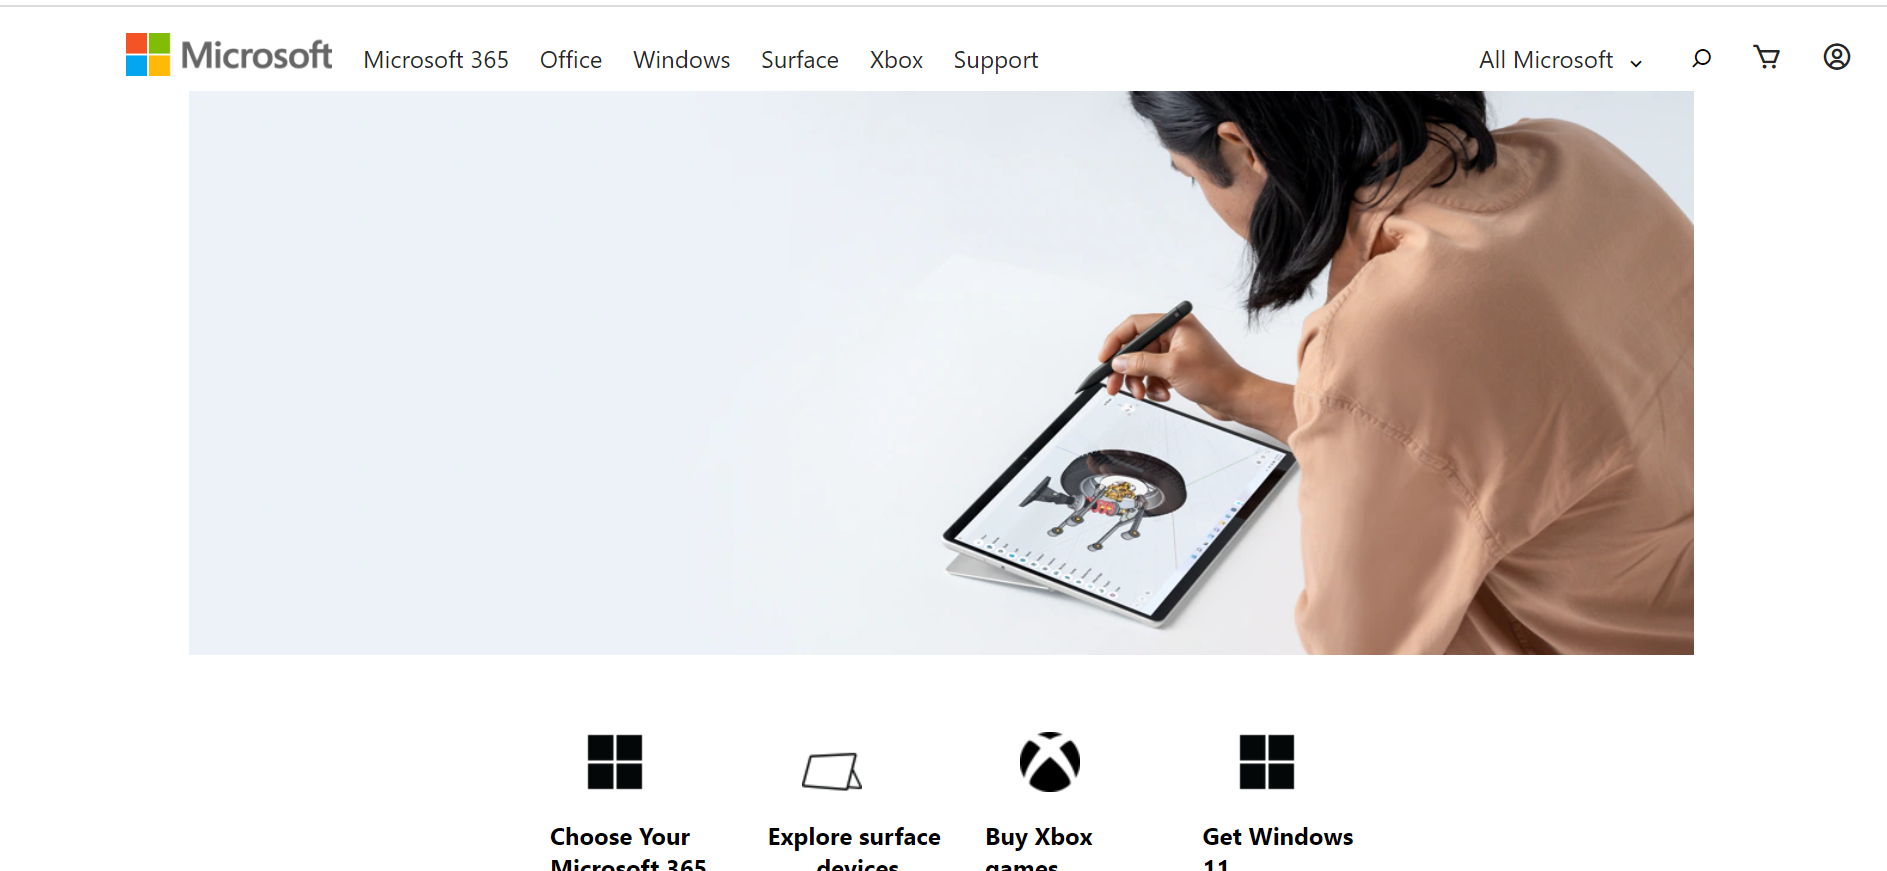 Microsoft Microsoft 365 Office Windows Surface Xbox Support All Microsoft
Choose Your
Microsoft 365
Explore surface
devices
Buy Xbox
games
Get Windows
11